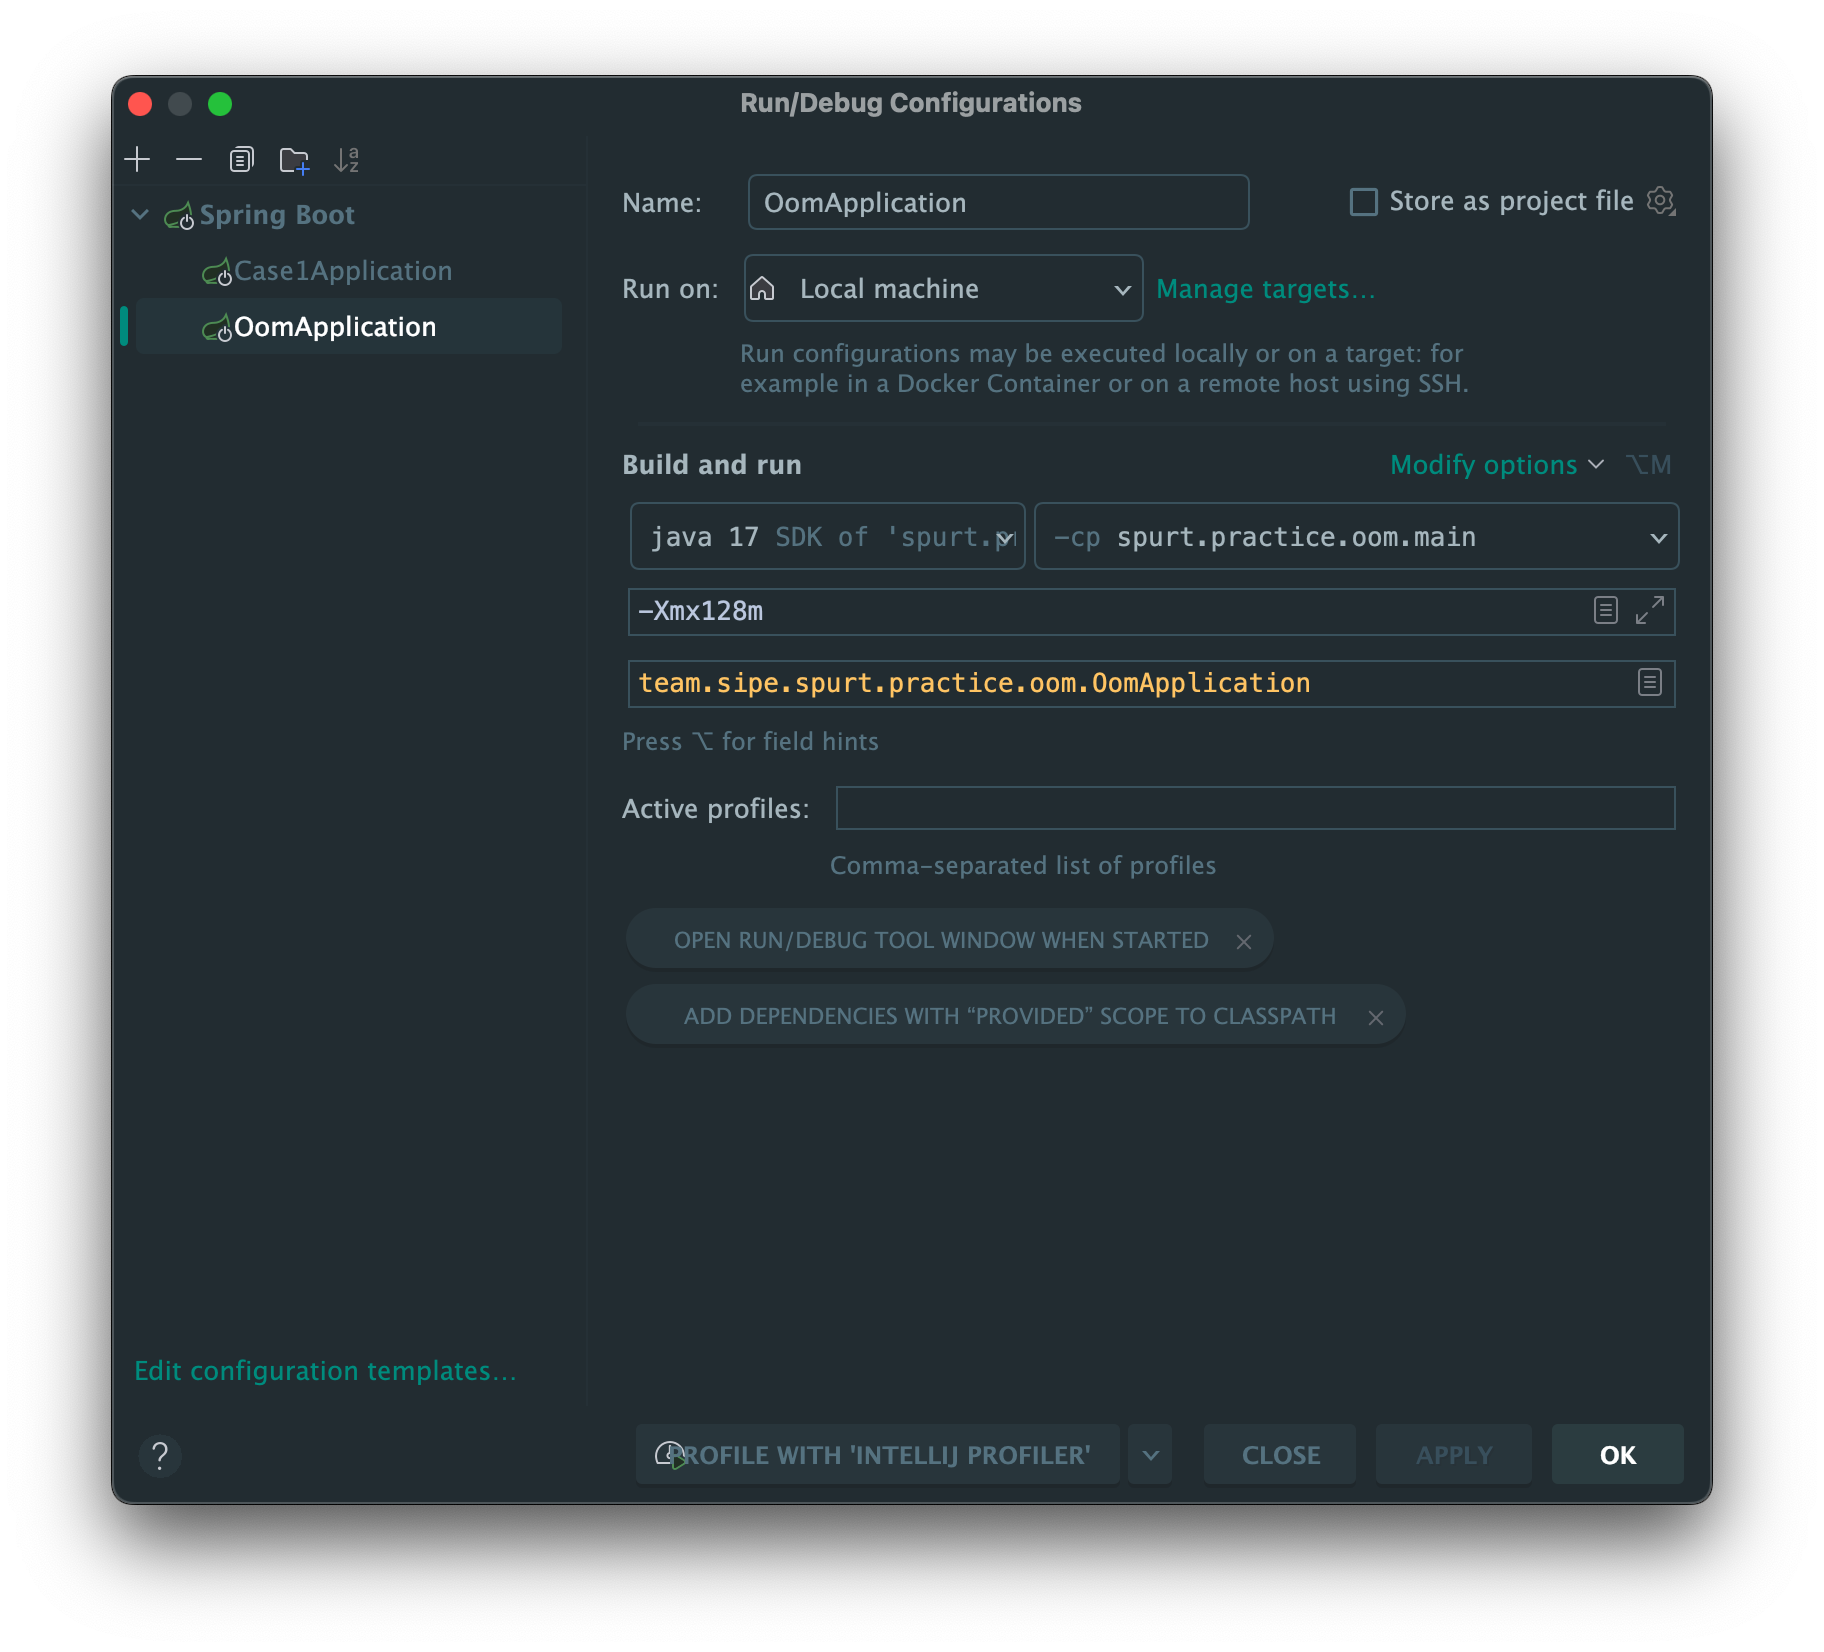 Run/Debug Configurations
Spring Boot
Case1Application
OomApplication
Edit configuration templates...
Name: OomApplication
Store as project file
Run on: Local machine Manage targets...
Run configurations may be executed locally or on a target: for
example in a Docker Container or on a remote host using SSH.
Build and run Modify options ⌥M
java 17 SDK of 'spurt. -cp spurt.practice.oom.main
-Xmx128m
team.sipe.spurt.practice.oom.OomApplication
Press ⌥ for field hints
Active profiles:
Comma-separated list of profiles
OPEN RUN/DEBUG TOOL WINDOW WHEN STARTED ×
ADD DEPENDENCIES WITH “PROVIDED” SCOPE TO CLASSPATH ×
? PROFILE WITH 'INTELLIJ PROFILER' CLOSE APPLY OK